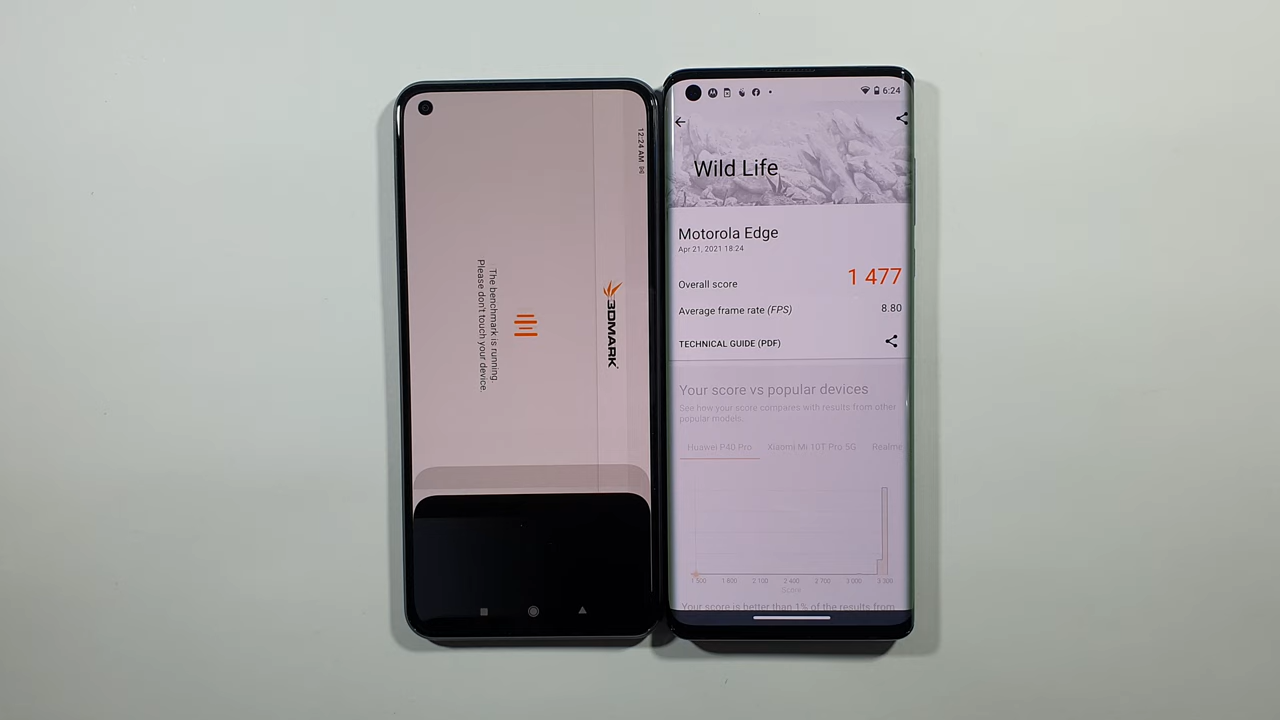 12:24 AM
3DMARK
The benchmark is running.
Please don't touch your device.
6:24
Wild Life
Motorola Edge
Apr 21, 2021 18:24
Overall score
1 477
Average frame rate (FPS)
8.80
TECHNICAL GUIDE (PDF)
Your score vs popular devices
See how your score compares with results from other
popular models.
Huawei P40 Pro Xiaomi Mi 10T Pro 5G Realm
1 500 1 800 2 100 2 400 2 700 3 000 3 300
Score
Your score is better than 1% of the results from